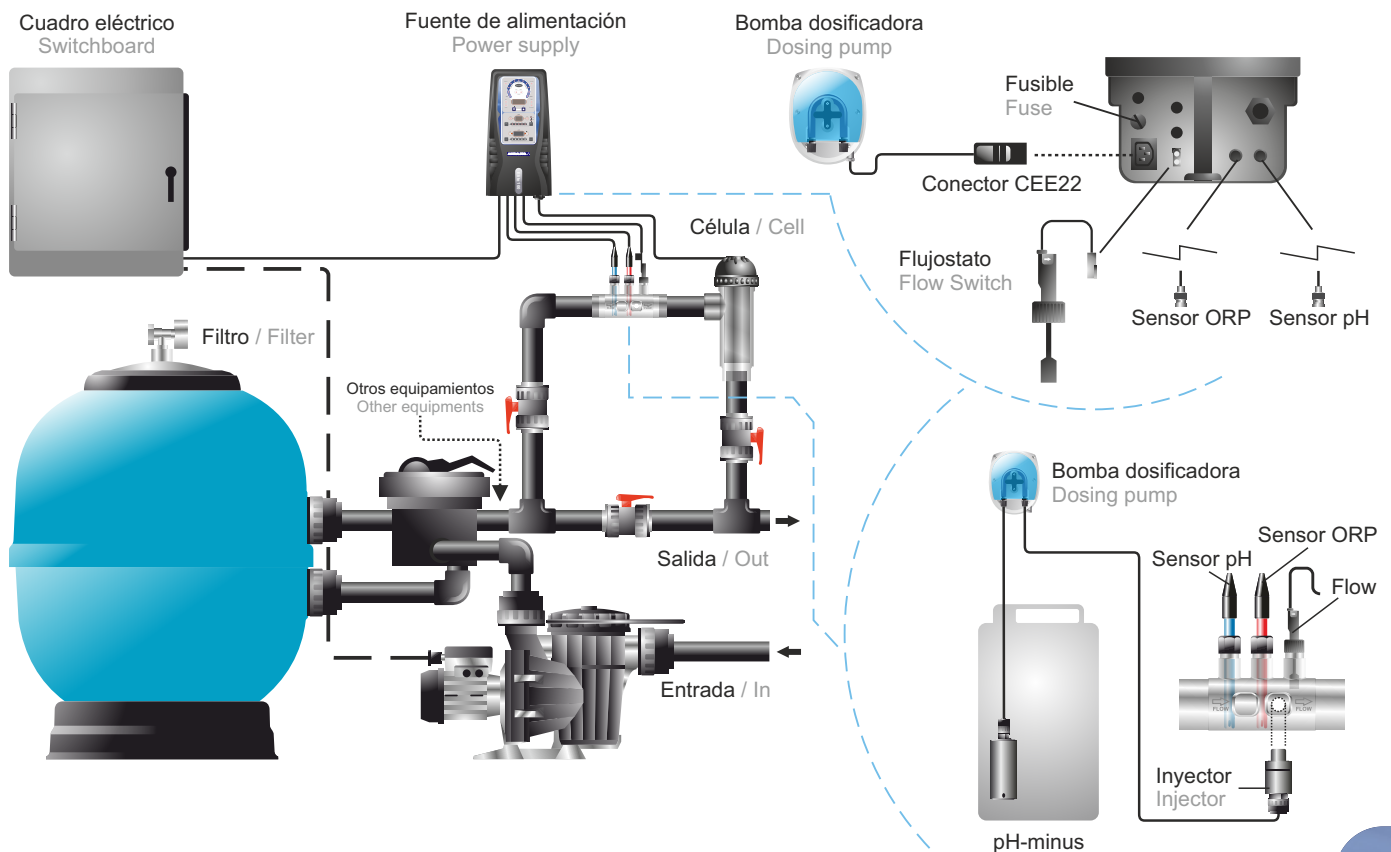 Cuadro eléctrico
Switchboard
Fuente de alimentación
Power supply
Bomba dosificadora
Dosing pump
Fusible
Fuse
Conector CEE22
Célula / Cell
Flujostato
Flow Switch
Sensor ORP
Sensor pH
Filtro / Filter
Otros equipamientos
Other equipments
Salida / Out
Entrada / In
Bomba dosificadora
Dosing pump
Sensor ORP
Sensor pH
Flow
FLOW
FLOW
Inyector
Injector
pH-minus